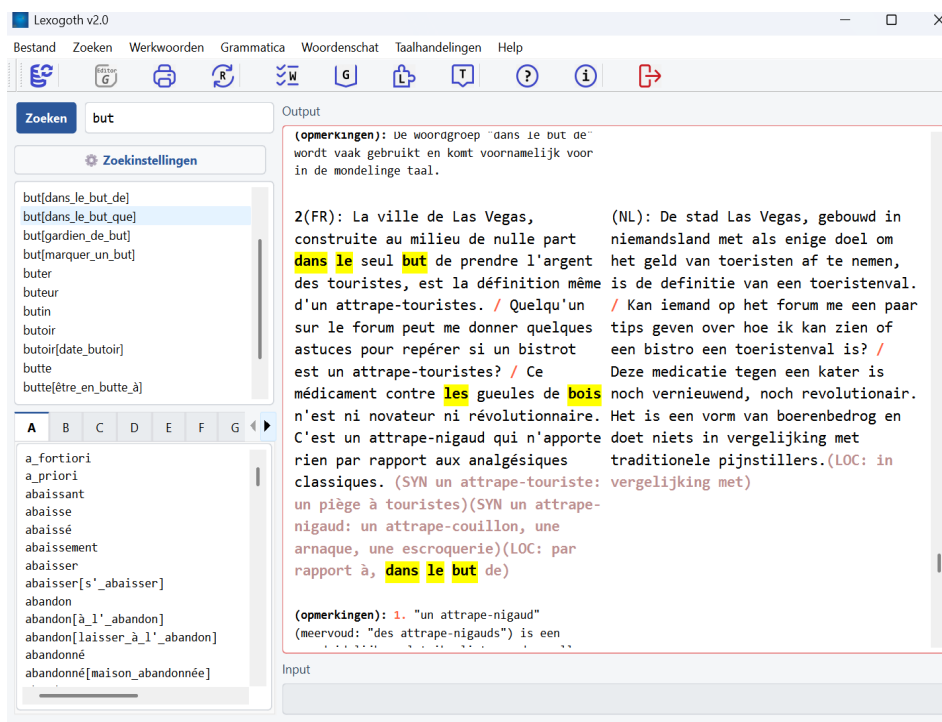 Lexogoth v2.0
Bestand Zoeken Werkwoorden Grammatica Woordenschat Taalhandelingen Help
Editor G R W G L T ? i
Zoeken but
Zoekinstellingen
but[dans_le_but_de]
but[dans_le_but_que]
but[gardien_de_but]
but[marquer_un_but]
buter
buteur
butin
butoir
butoir[date_butoir]
butte
butte[être_en_butte_à]
A B C D E F G
a_fortiori
a_priori
abaissant
abaisse
abaissé
abaissement
abaisser
abaisser[s'_abaisser]
abandon
abandon[à_l'_abandon]
abandon[laisser_à_l'_abandon]
abandonné
abandonné[maison_abandonnée]
Output
(opmerkingen): De woordgroep "dans le but de"
wordt vaak gebruikt en komt voornamelijk voor
in de mondelinge taal.
2(FR): La ville de Las Vegas,
construite au milieu de nulle part
dans le seul but de prendre l'argent
des touristes, est la définition même
d'un attrape-touristes. / Quelqu'un
sur le forum peut me donner quelques
astuces pour repérer si un bistrot
est un attrape-touristes? / Ce
médicament contre les gueules de bois
n'est ni novateur ni révolutionnaire.
C'est un attrape-nigaud qui n'apporte
rien par rapport aux analgésiques
classiques. (SYN un attrape-touriste:
un piège à touristes)(SYN un attrape-
nigaud: un attrape-couillon, une
arnaque, une escroquerie)(LOC: par
rapport à, dans le but de)
(NL): De stad Las Vegas, gebouwd in
niemandsland met als enige doel om
het geld van toeristen af te nemen,
is de definitie van een toeristenval.
/ Kan iemand op het forum me een paar
tips geven over hoe ik kan zien of
een bistro een toeristenval is? /
Deze medicatie tegen een kater is
noch vernieuwend, noch revolutionair.
Het is een vorm van boerenbedrog en
doet niets in vergelijking met
traditionele pijnstillers.(LOC: in
vergelijking met)
(opmerkingen): 1. "un attrape-nigaud"
(meervoud: "des attrape-nigauds") is een
Input